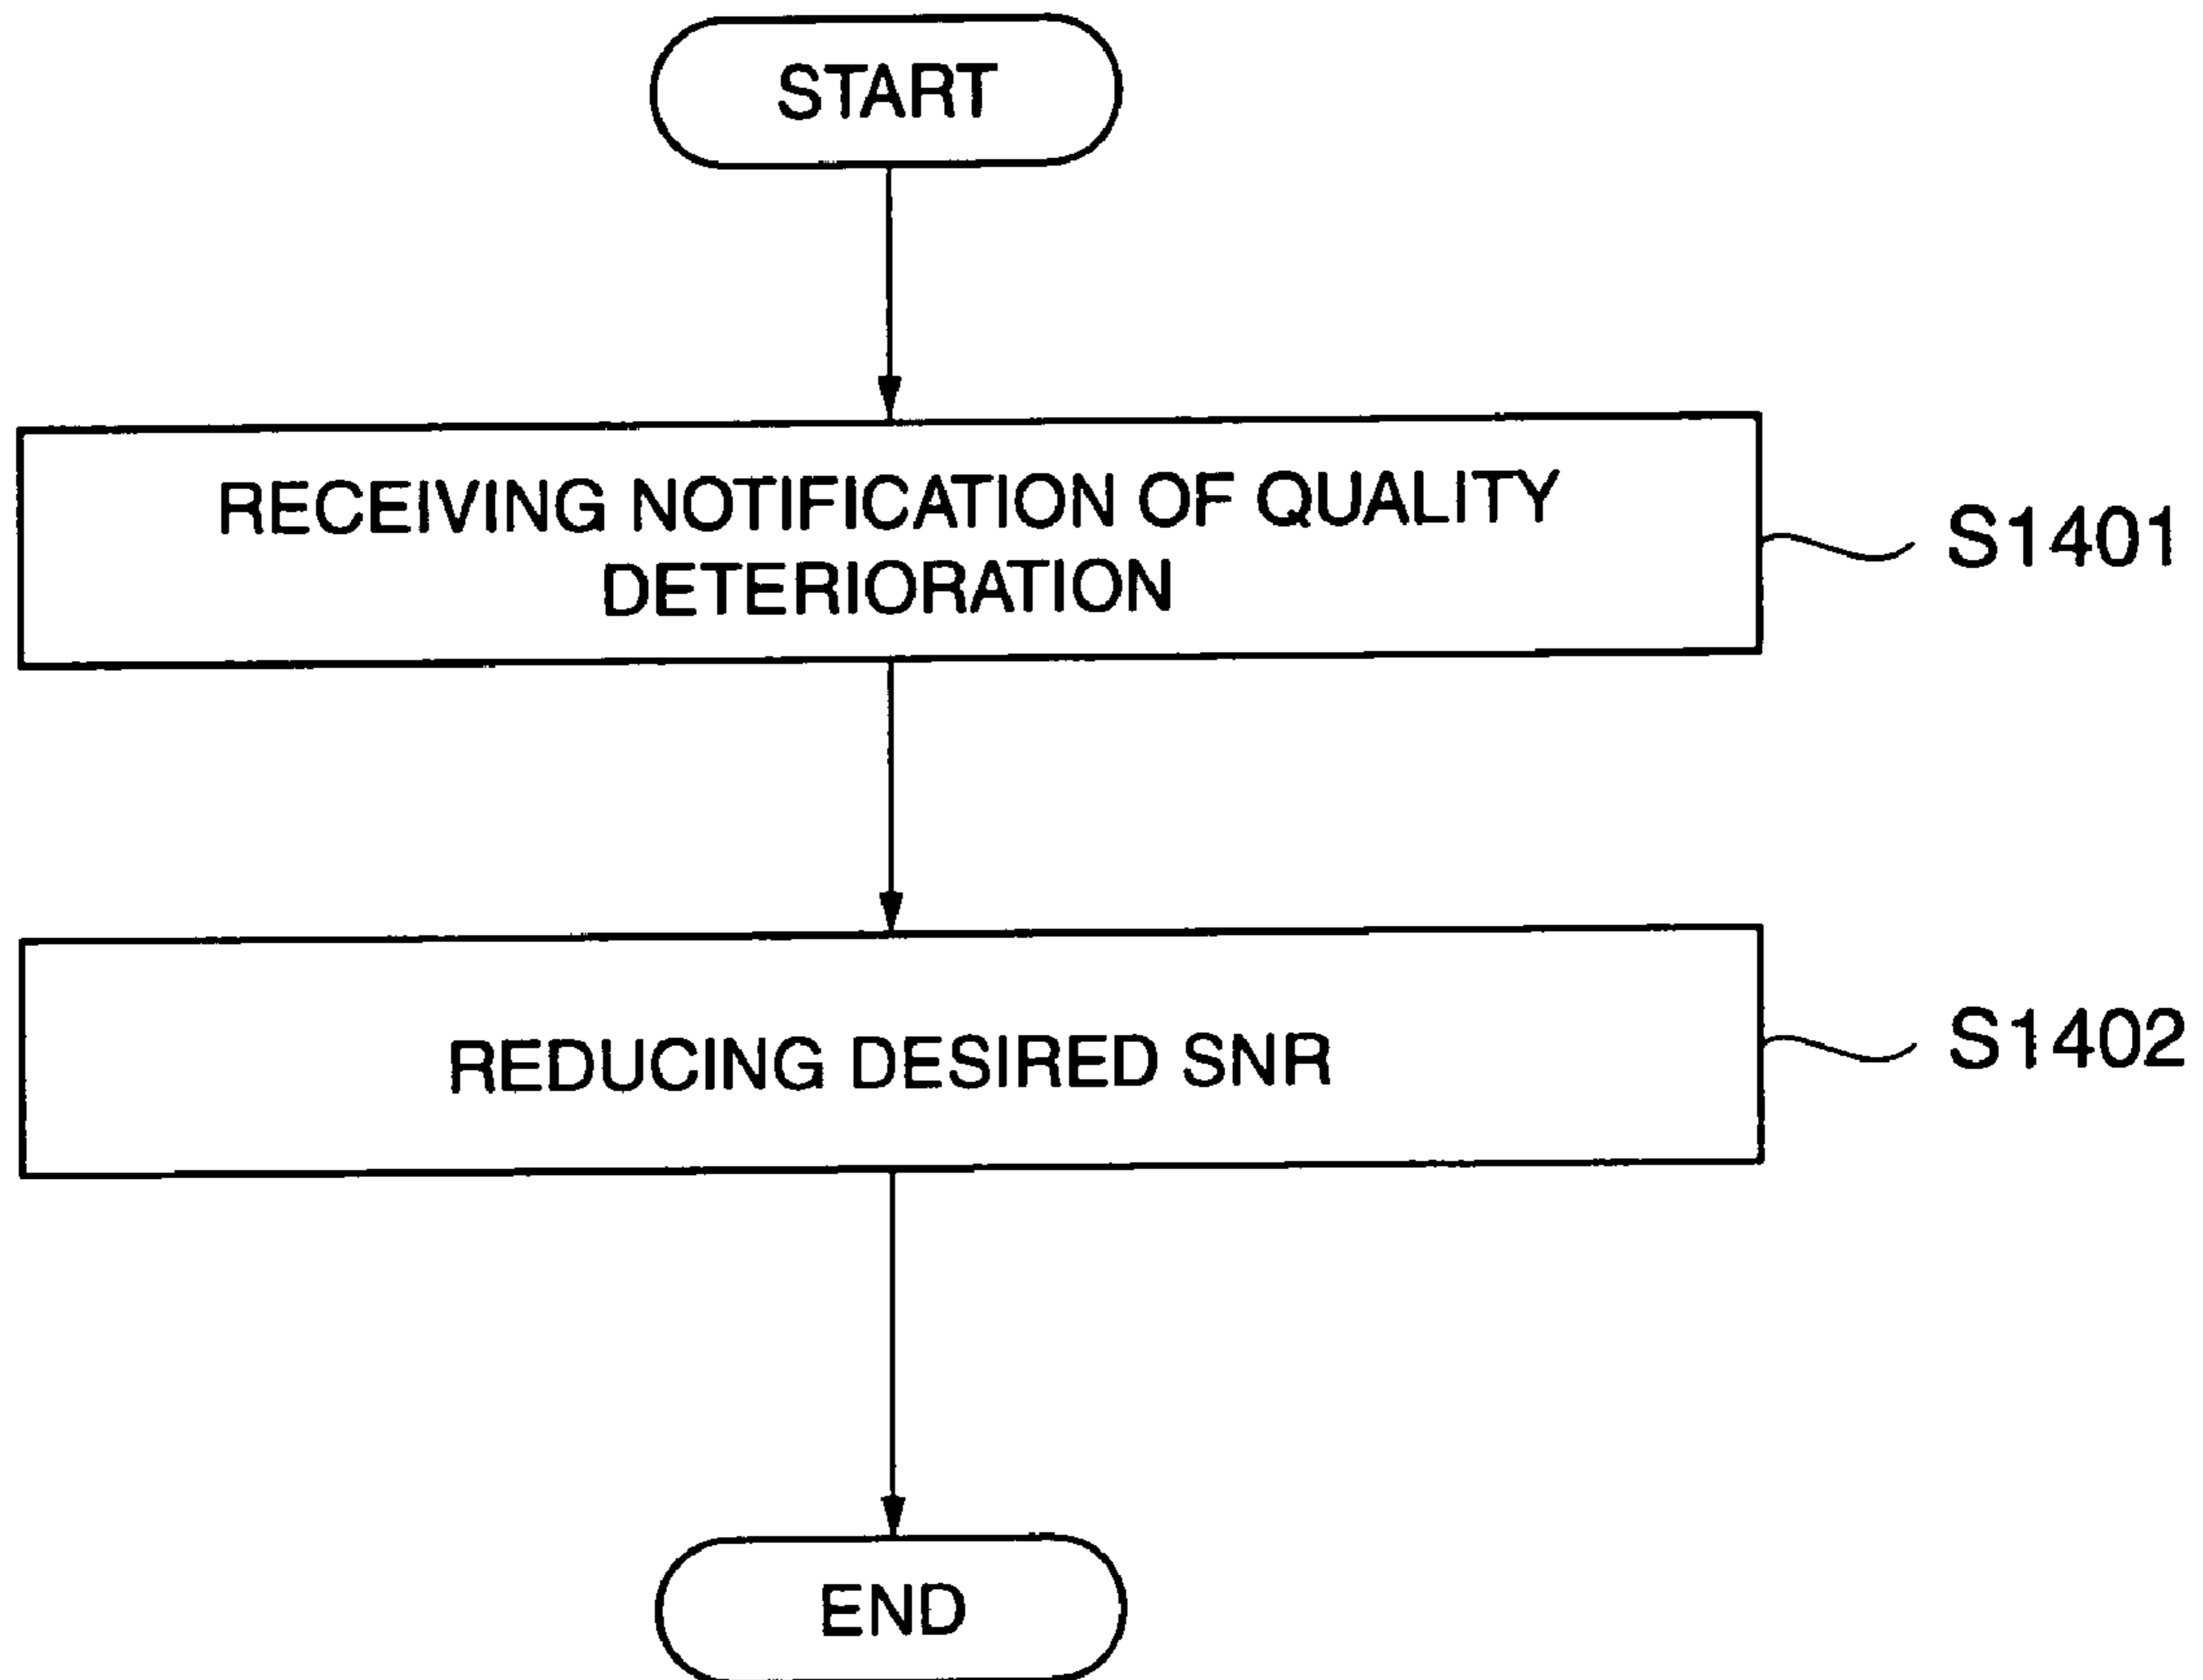 START
RECEIVING NOTIFICATION OF QUALITY
DETERIORATION
S1401
REDUCING DESIRED SNR
S1402
END